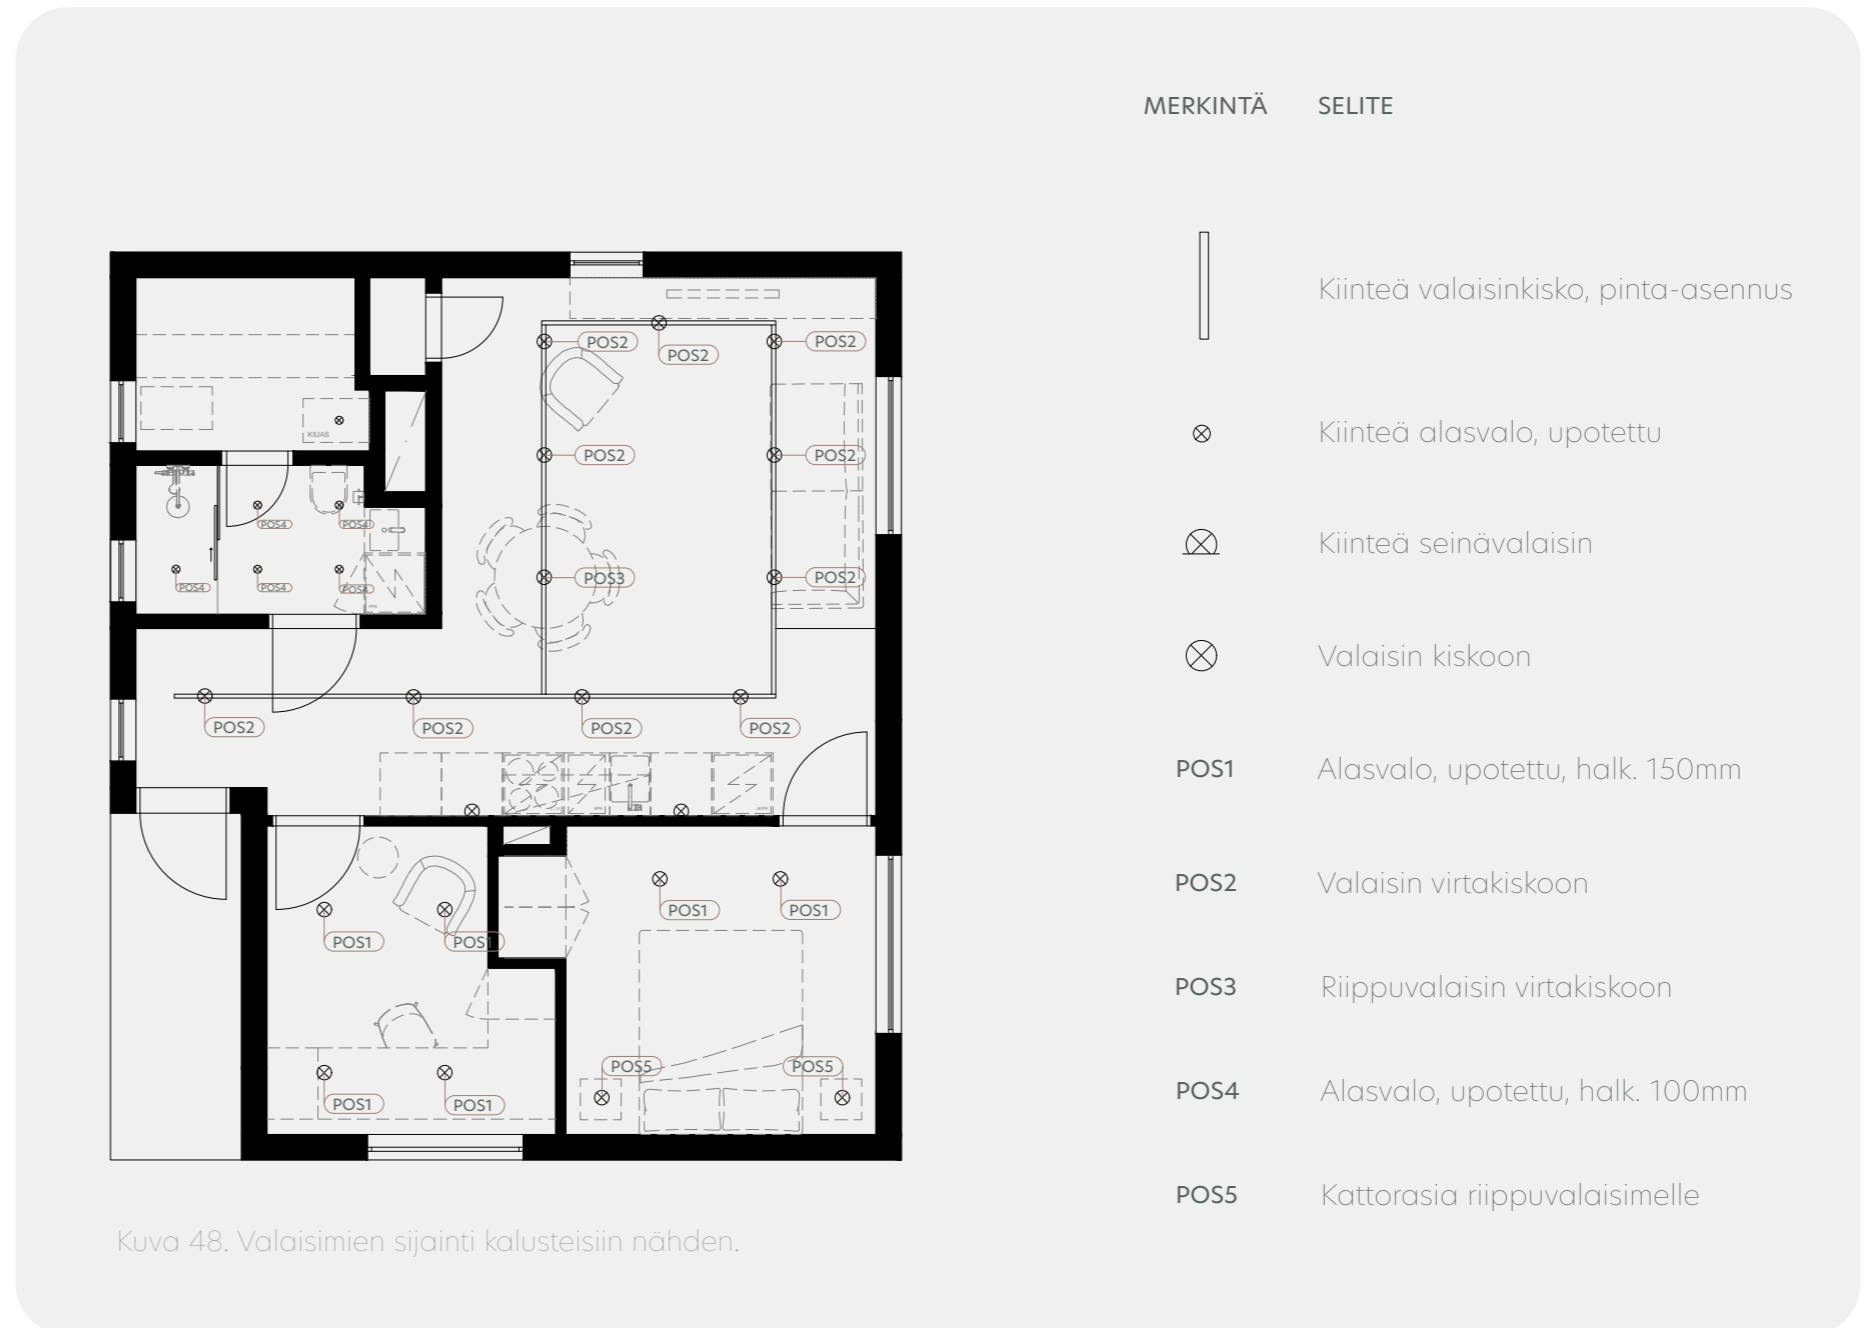 MERKINTÄ SELITE
Kiinteä valaisinkisko, pinta-asennus
Kiinteä alasvalo, upotettu
Kiinteä seinävalaisin
Valaisin kiskoon
POS1 Alasvalo, upotettu, halk. 150mm
POS2 Valaisin virtakiskoon
POS3 Riippuvalaisin virtakiskoon
POS4 Alasvalo, upotettu, halk. 100mm
POS5 Kattorasia riippuvalaisimelle
POS2 POS2 POS2
POS2 POS2
KIUAS
POS4 POS4
POS3 POS2
POS4 POS4 POS4
POS2 POS2 POS2 POS2
POS1 POS1
POS1 POS1
POS5 POS5
POS1 POS1
Kuva 48. Valaisimien sijainti kalusteisiin nähden.